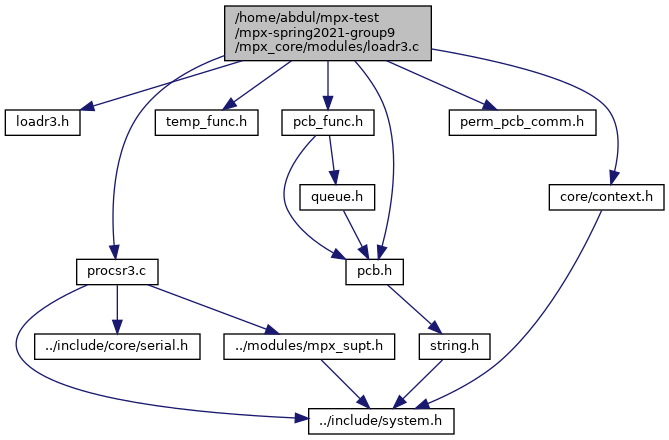 /home/abdul/mpx-test
/mpx-spring2021-group9
/mpx_core/modules/loadr3.c
loadr3.h
temp_func.h
pcb_func.h
perm_pcb_comm.h
queue.h
core/context.h
procsr3.c
pcb.h
../include/core/serial.h
../modules/mpx_supt.h
string.h
../include/system.h